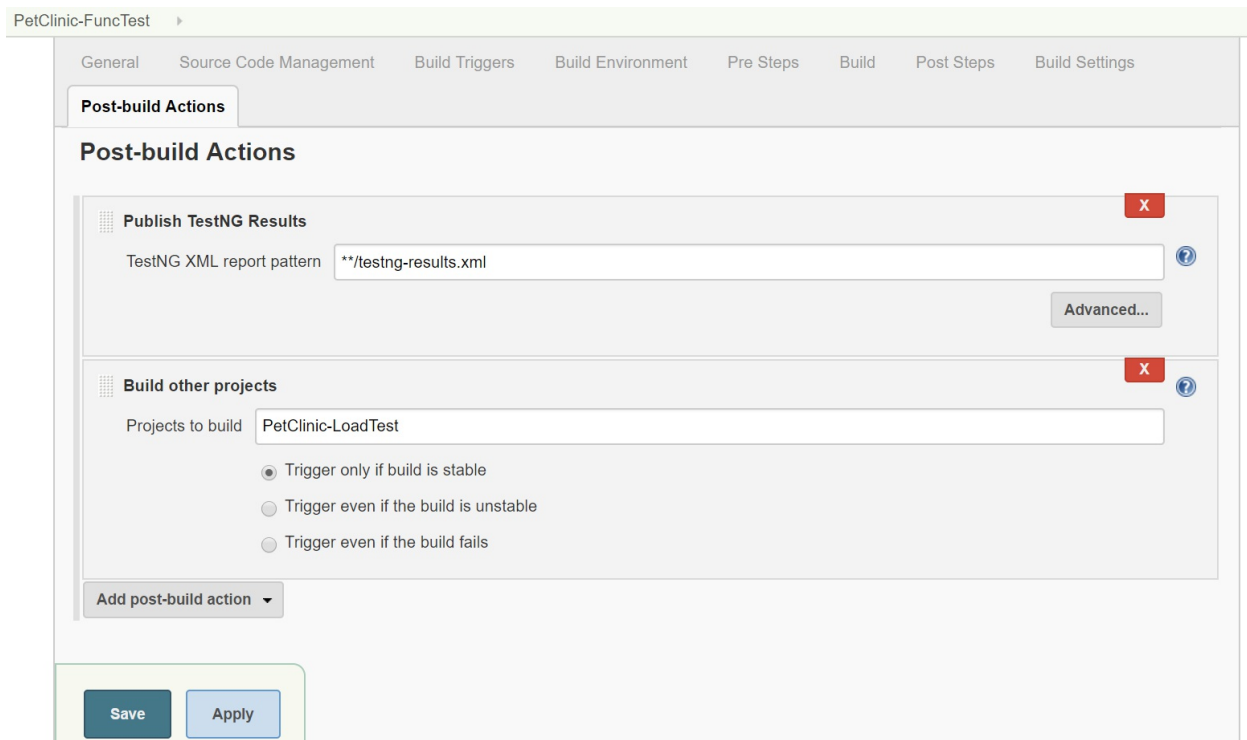 PetClinic-FuncTest
General Source Code Management Build Triggers Build Environment Pre Steps Build Post Steps Build Settings
Post-build Actions
Post-build Actions
X
Publish TestNG Results
TestNG XML report pattern **/testng-results.xml ?
Advanced...
X
Build other projects ?
Projects to build PetClinic-LoadTest
Trigger only if build is stable
Trigger even if the build is unstable
Trigger even if the build fails
Add post-build action
Save Apply